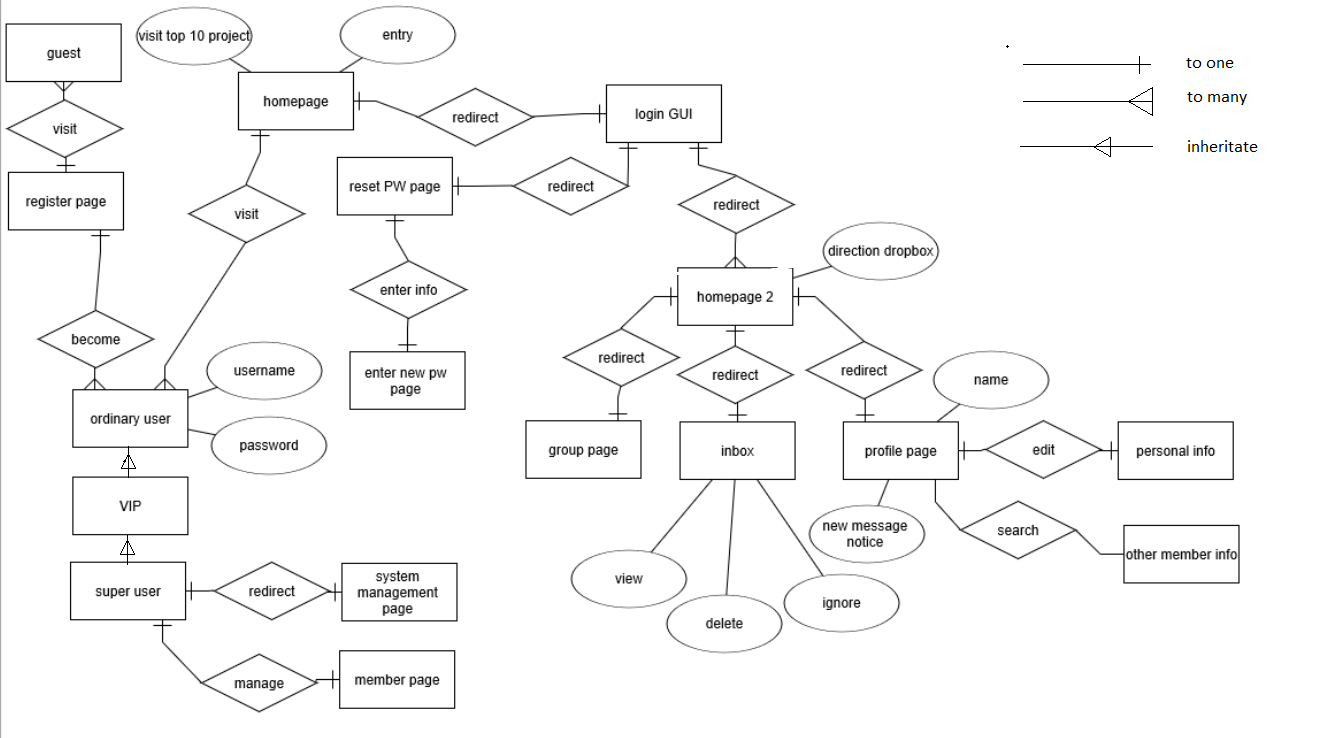 guest
visit top 10 project
entry
homepage
redirect
login GUI
to one
to many
inheritate
visit
register page
reset PW page
redirect
redirect
visit
direction dropbox
enter info
homepage 2
become
redirect
redirect
redirect
username
enter new pw
page
name
ordinary user
password
group page
inbox
profile page
edit
personal info
VIP
new message
notice
search
other member info
super user
redirect
system
management
page
view
delete
ignore
manage
member page